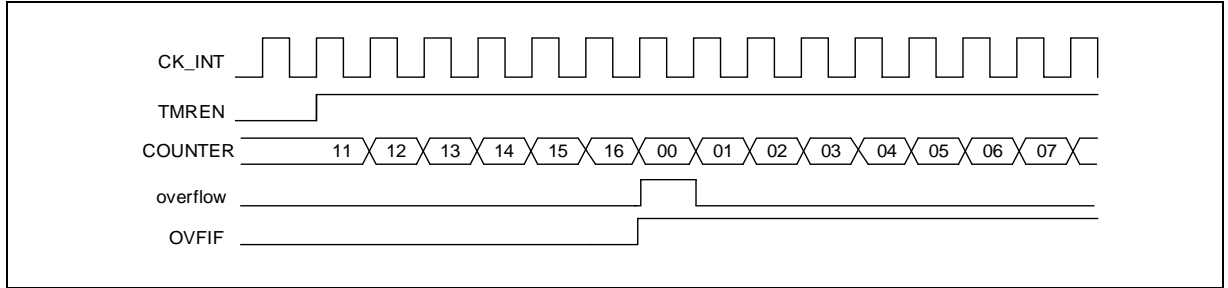 CK_INT
TMREN
COUNTER 11 12 13 14 15 16 00 01 02 03 04 05 06 07
overflow
OVFIF